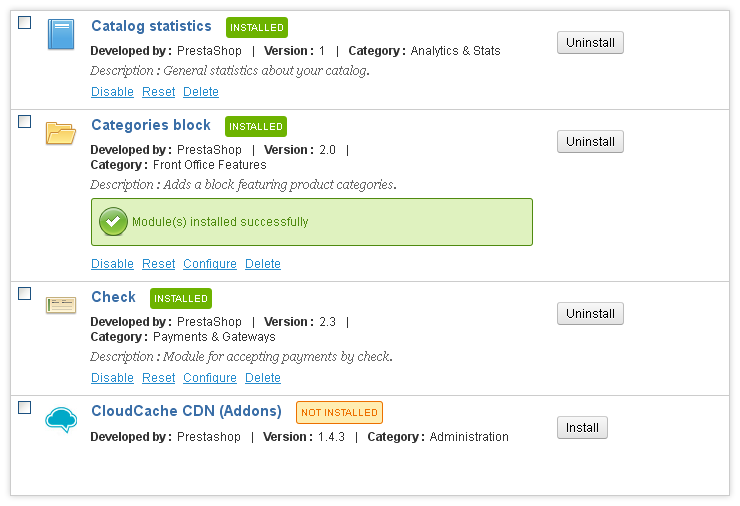 Catalog statistics INSTALLED
Uninstall
Developed by : PrestaShop | Version : 1 | Category : Analytics & Stats
Description : General statistics about your catalog.
Disable Reset Delete
Categories block INSTALLED
Uninstall
Developed by : PrestaShop | Version : 2.0 |
Category : Front Office Features
Description : Adds a block featuring product categories.
Module(s) installed successfully
Disable Reset Configure Delete
Check INSTALLED
Uninstall
Developed by : PrestaShop | Version : 2.3 |
Category : Payments & Gateways
Description : Module for accepting payments by check.
Disable Reset Configure Delete
CloudCache CDN (Addons) NOT INSTALLED
Install
Developed by : Prestashop | Version : 1.4.3 | Category : Administration